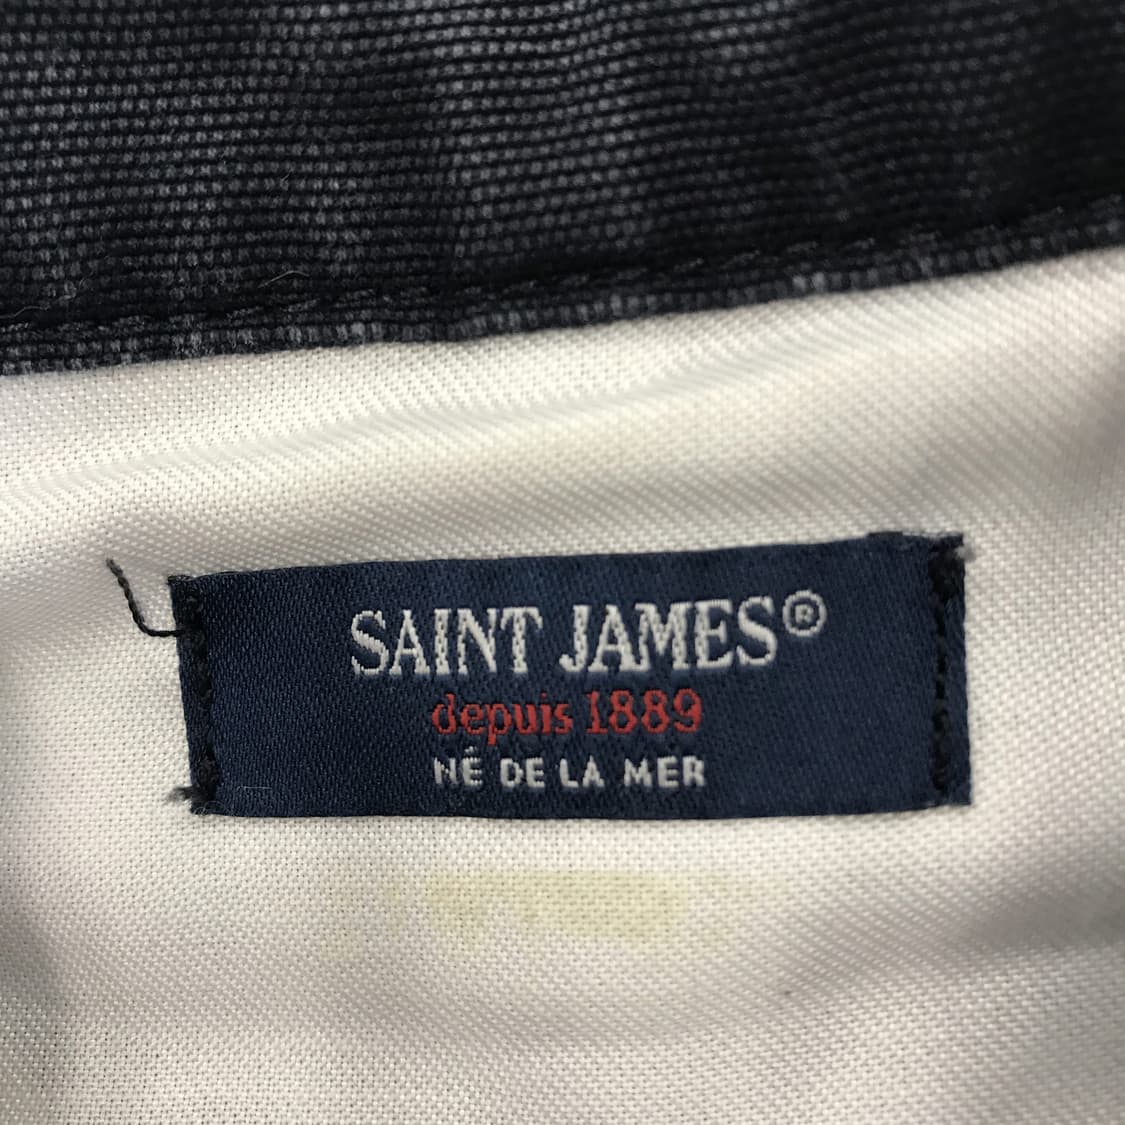 SAINT JAMES®
depuis 1889
NÉ DE LA MER